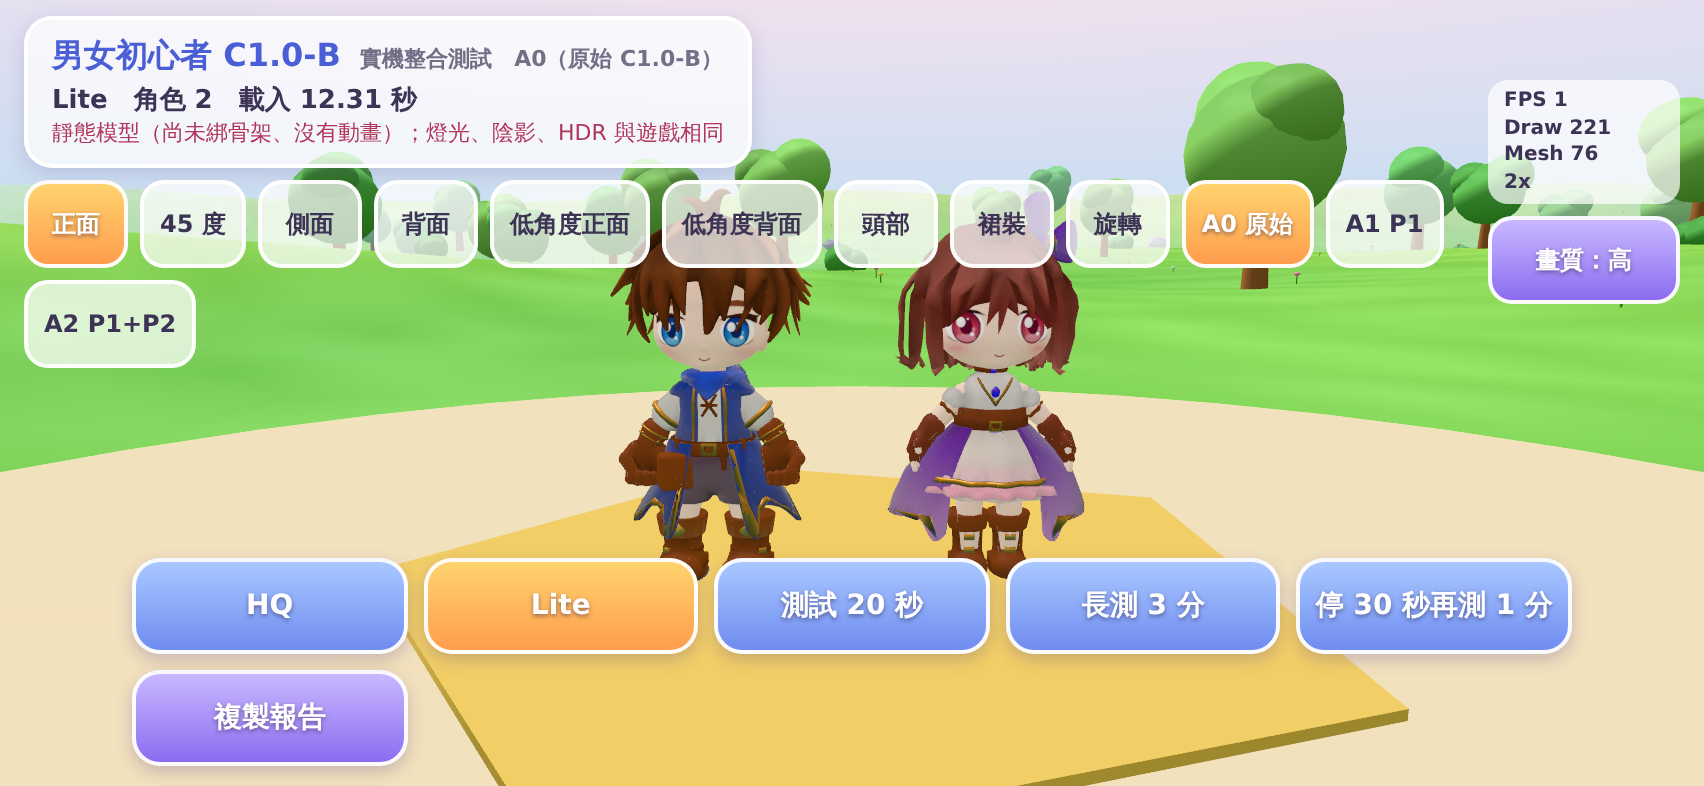 男女初心者 C1.0-B 實機整合測試 A0（原始 C1.0-B）
Lite 角色 2 載入 12.31 秒
靜態模型（尚未綁骨架、沒有動畫）；燈光、陰影、HDR 與遊戲相同
FPS 1
Draw 221
Mesh 76
2x
正面 45 度 側面 背面 低角度正面 低角度背面 頭部 裙裝 旋轉 A0 原始 A1 P1
畫質：高
A2 P1+P2
HQ Lite 測試 20 秒 長測 3 分 停 30 秒再測 1 分
複製報告